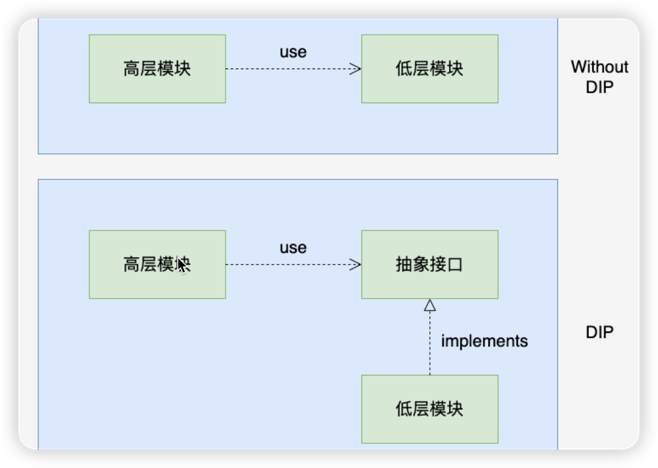 高层模块
use
低层模块
Without
DIP
高层模块
use
抽象接口
implements
DIP
低层模块